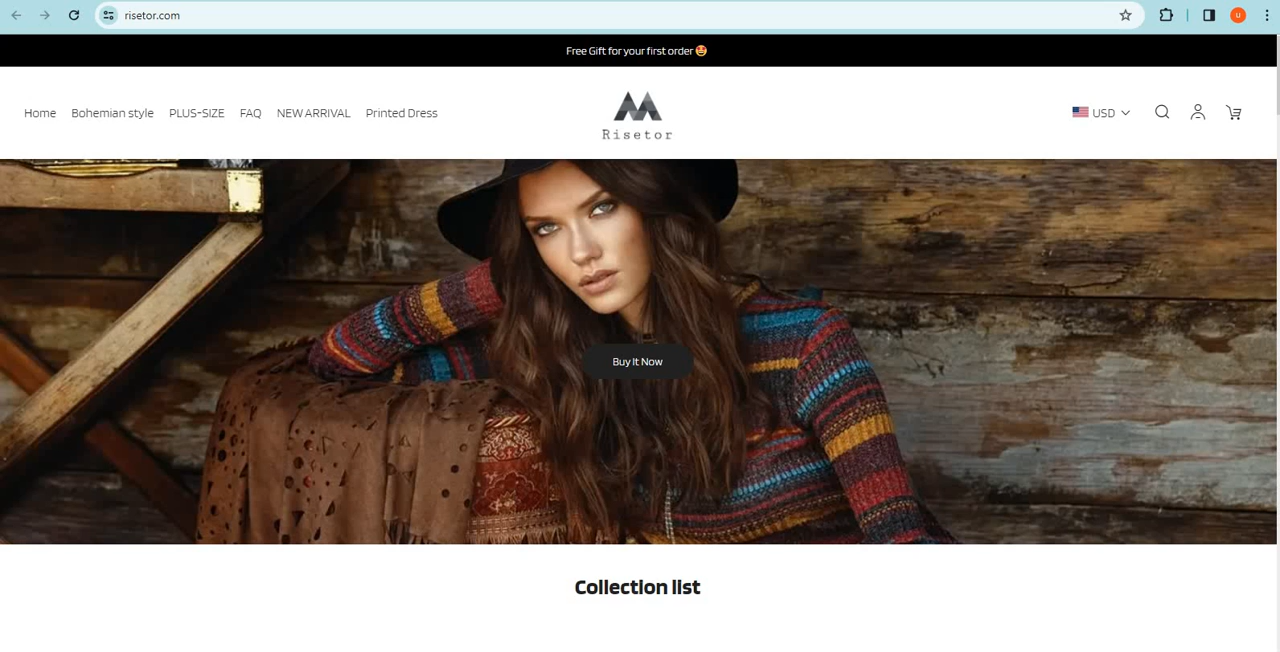 risetor.com
U
Free Gift for your first order 🤩
Home Bohemian style PLUS-SIZE FAQ NEW ARRIVAL Printed Dress
Risetor
USD
Buy It Now
Collection list